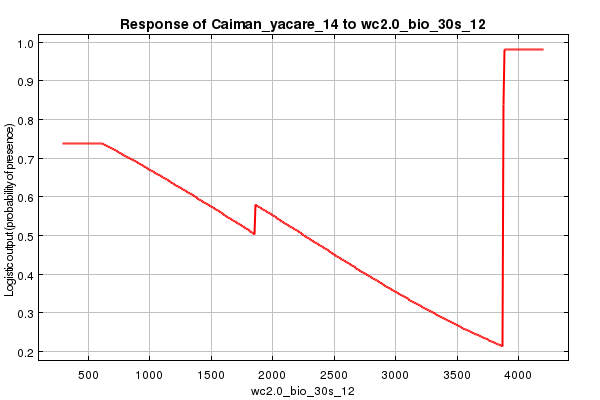 Response of Caiman_yacare_14 to wc2.0_bio_30s_12
Logistic output (probability of presence)
1.0
0.9
0.8
0.7
0.6
0.5
0.4
0.3
0.2
500 1000 1500 2000 2500 3000 3500 4000
wc2.0_bio_30s_12